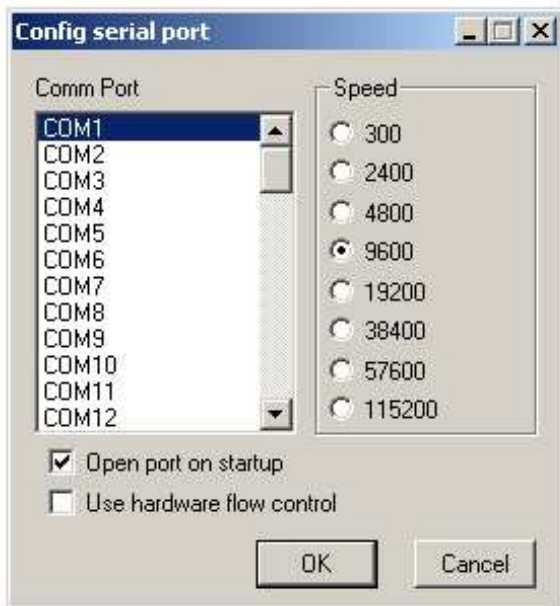 Config serial port
Comm Port
COM1
COM2
COM3
COM4
COM5
COM6
COM7
COM8
COM9
COM10
COM11
COM12
Speed
300
2400
4800
9600
19200
38400
57600
115200
Open port on startup
Use hardware flow control
OK
Cancel